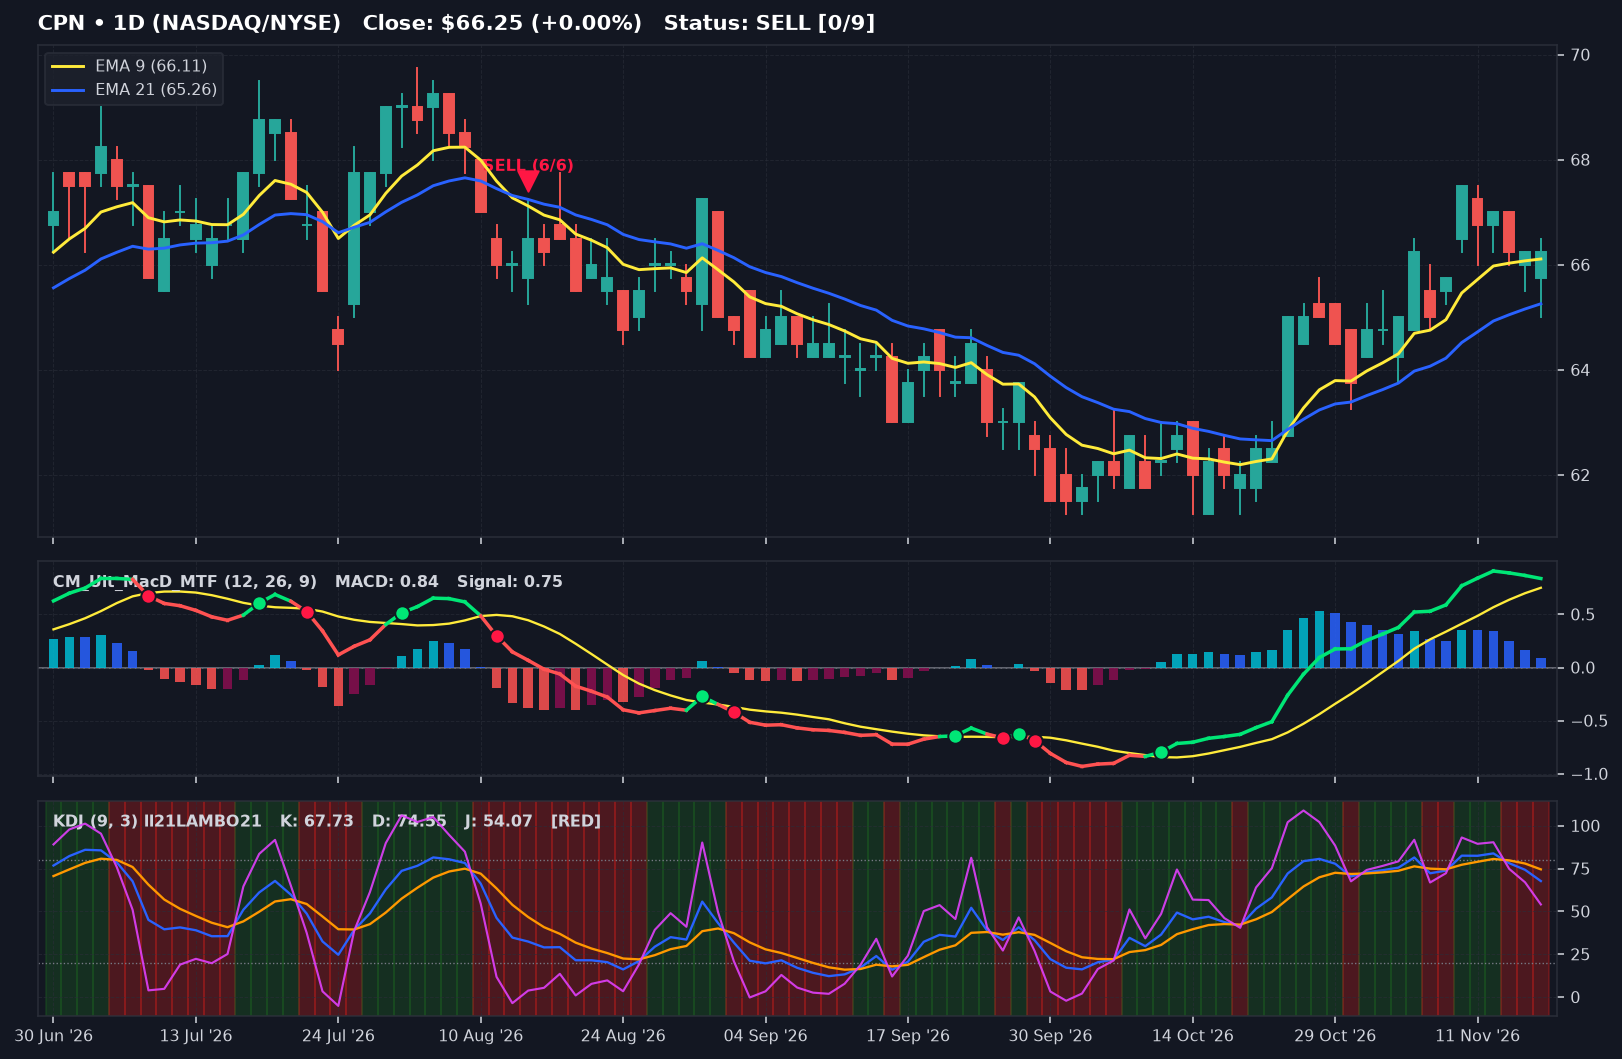 CPN • 1D (NASDAQ/NYSE)   Close: $66.25 (+0.00%)   Status: SELL [0/9]
EMA 9 (66.11)
EMA 21 (65.26)
SELL (6/6)
70
68
66
64
62
CM_Ult_MacD_MTF (12, 26, 9)   MACD: 0.84   Signal: 0.75
0.5
0.0
−0.5
−1.0
KDJ (9, 3) II21LAMBO21   K: 67.73   D: 74.55   J: 54.07   [RED]
100
75
50
25
0
30 Jun '26
13 Jul '26
24 Jul '26
10 Aug '26
24 Aug '26
04 Sep '26
17 Sep '26
30 Sep '26
14 Oct '26
29 Oct '26
11 Nov '26